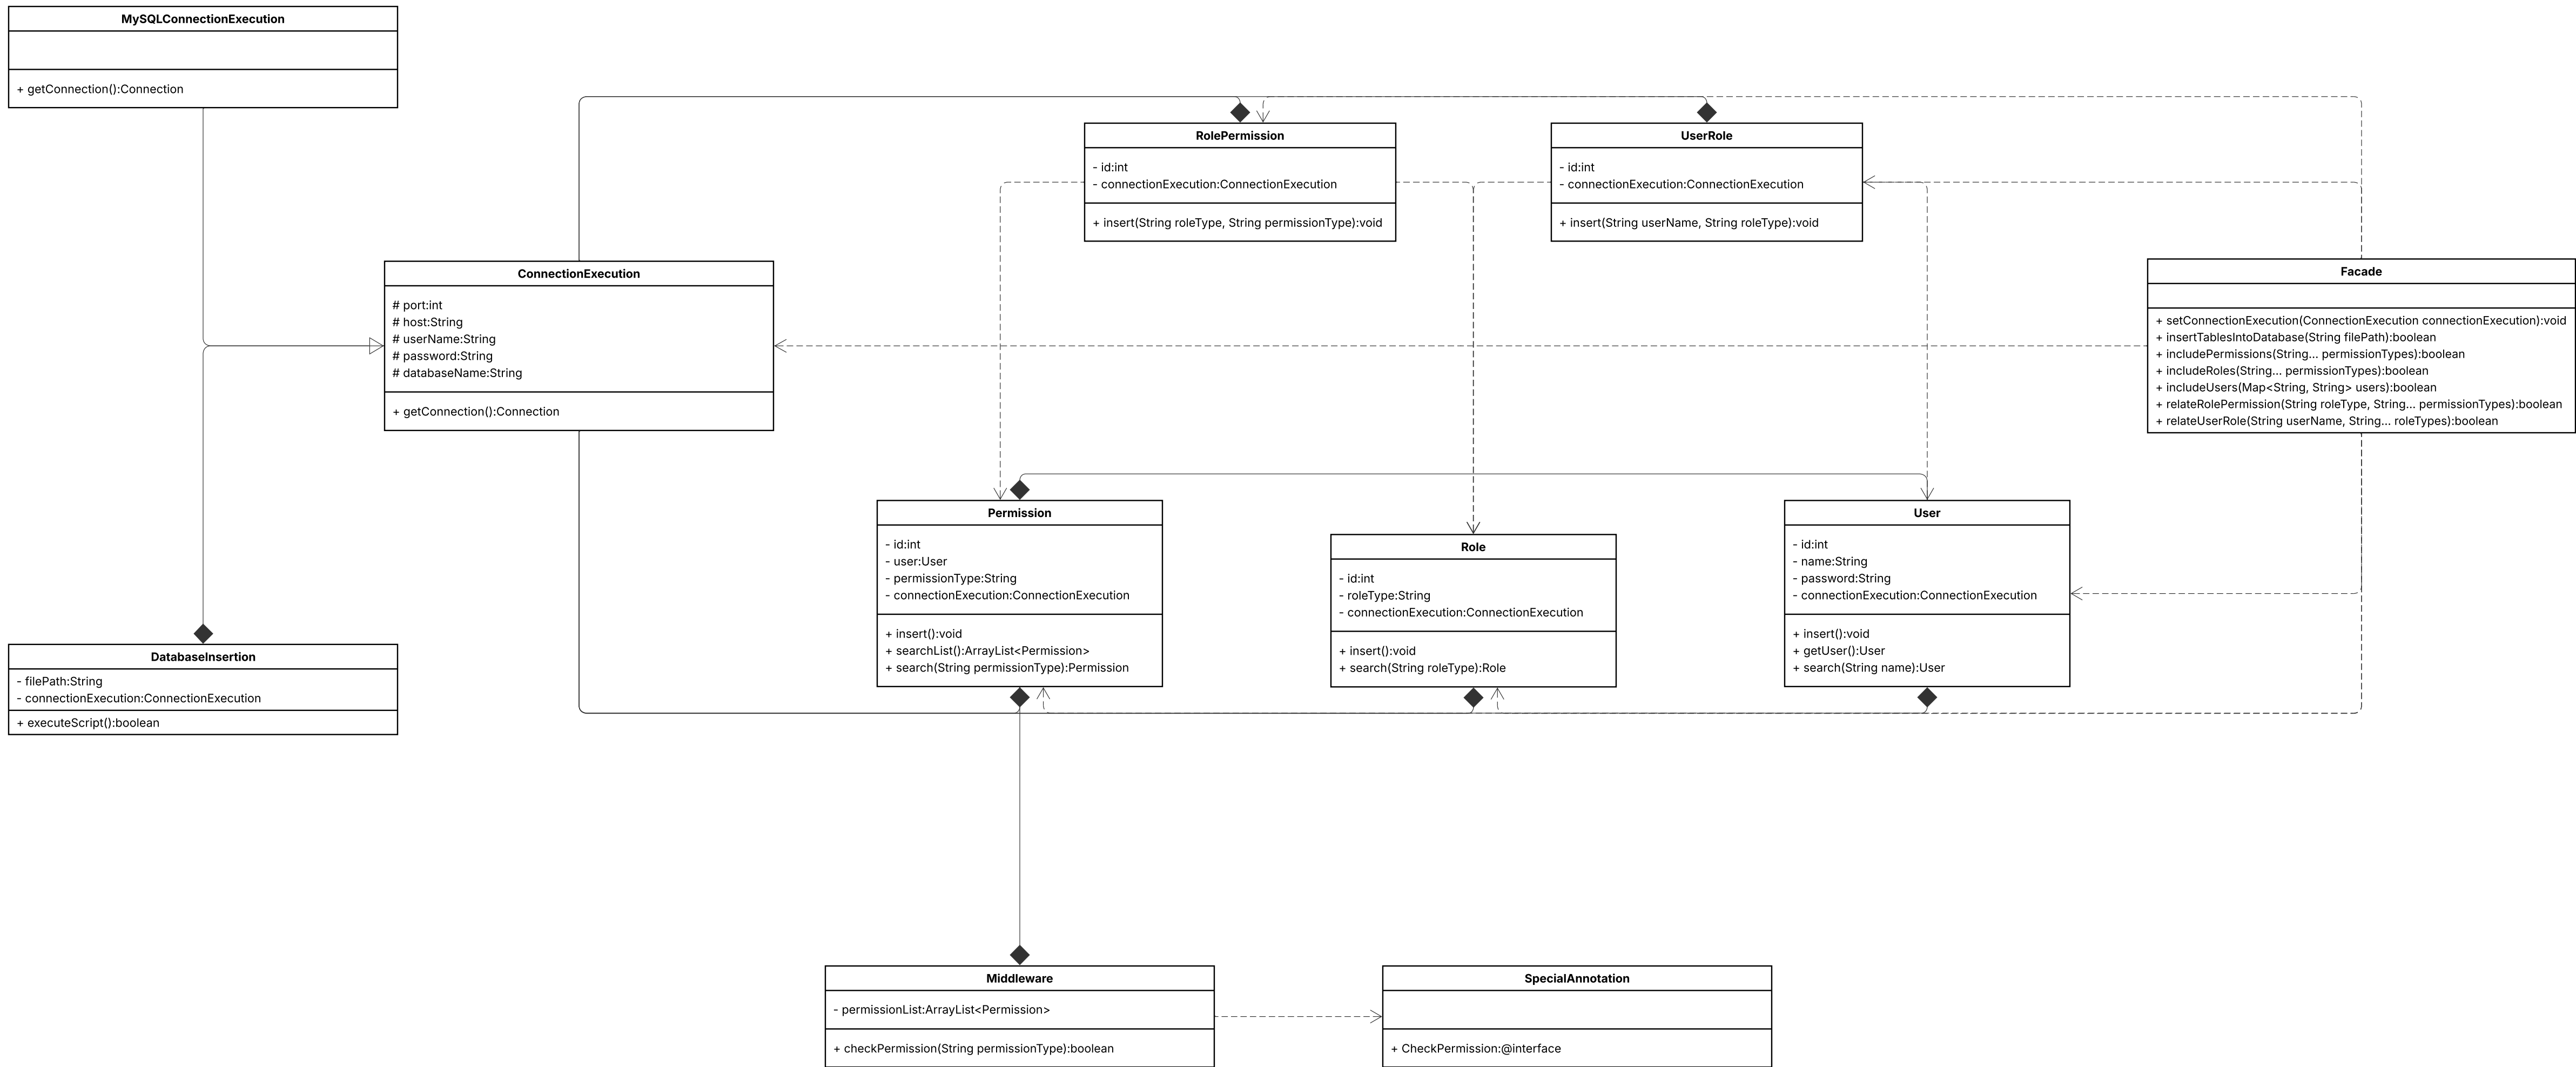 MySQLConnectionExecution
+ getConnection():Connection
RolePermission
- id:int
- connectionExecution:ConnectionExecution
+ insert(String roleType, String permissionType):void
UserRole
- id:int
- connectionExecution:ConnectionExecution
+ insert(String userName, String roleType):void
ConnectionExecution
# port:int
# host:String
# userName:String
# password:String
# databaseName:String
+ getConnection():Connection
Facade
+ setConnectionExecution(ConnectionExecution connectionExecution):void
+ insertTablesIntoDatabase(String filePath):boolean
+ includePermissions(String... permissionTypes):boolean
+ includeRoles(String... permissionTypes):boolean
+ includeUsers(Map<String, String> users):boolean
+ relateRolePermission(String roleType, String... permissionTypes):boolean
+ relateUserRole(String userName, String... roleTypes):boolean
Permission
- id:int
- user:User
- permissionType:String
- connectionExecution:ConnectionExecution
+ insert():void
+ searchList():ArrayList<Permission>
+ search(String permissionType):Permission
Role
- id:int
- roleType:String
- connectionExecution:ConnectionExecution
+ insert():void
+ search(String roleType):Role
User
- id:int
- name:String
- password:String
- connectionExecution:ConnectionExecution
+ insert():void
+ getUser():User
+ search(String name):User
DatabaseInsertion
- filePath:String
- connectionExecution:ConnectionExecution
+ executeScript():boolean
Middleware
- permissionList:ArrayList<Permission>
+ checkPermission(String permissionType):boolean
SpecialAnnotation
+ CheckPermission:@interface